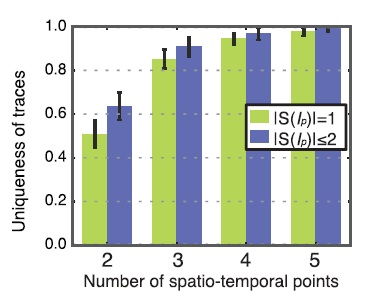 Uniqueness of traces
1.0
0.8
0.6
0.4
0.2
0.0
|S(Ip)|=1
|S(Ip)|≤2
2 3 4 5
Number of spatio-temporal points